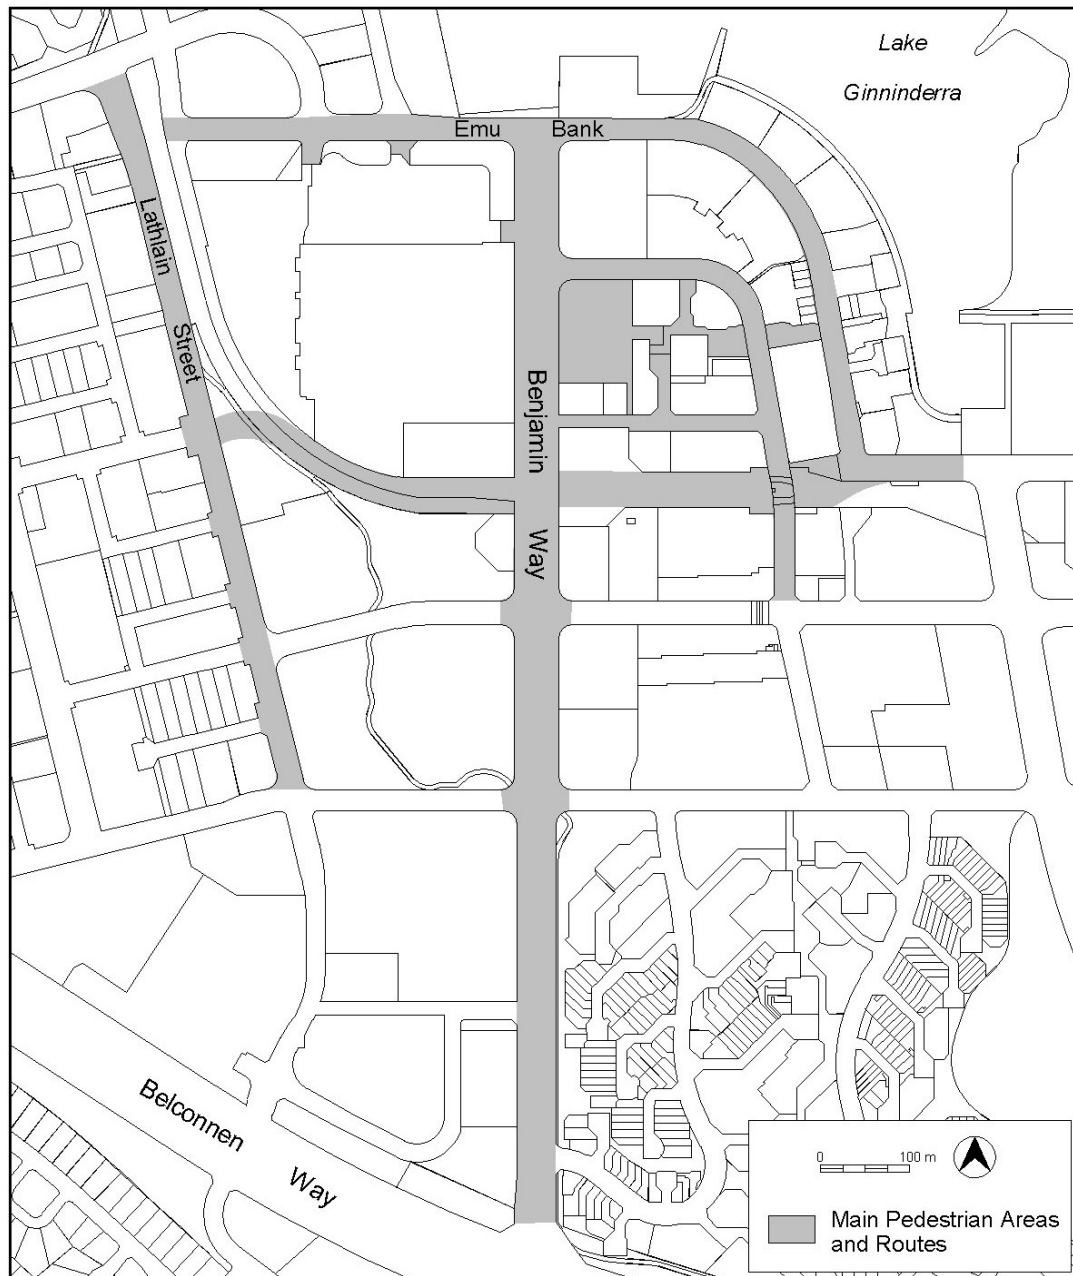 Lake
Ginninderra
Emu Bank
Lathlain
Street
Benjamin
Way
Belconnen
Way
0 100 m
Main Pedestrian Areas
and Routes